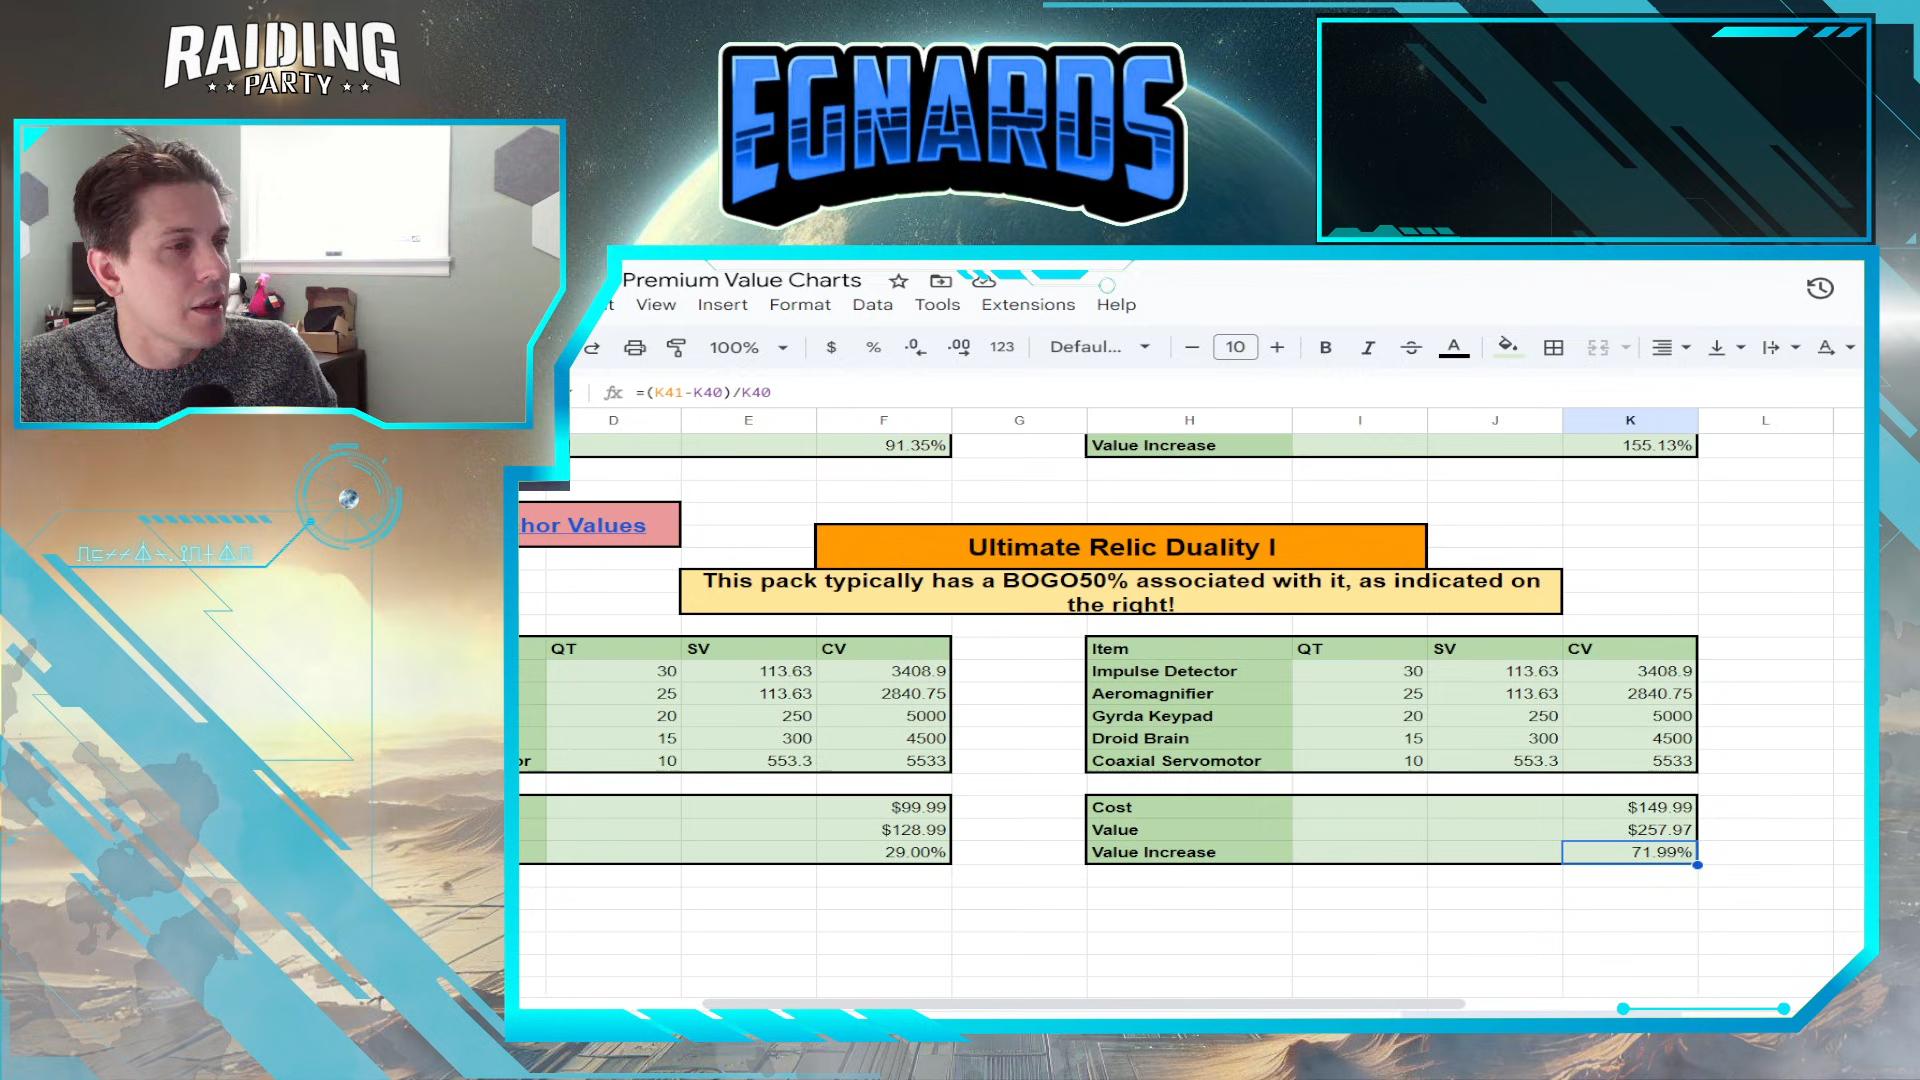 RAIDING
PARTY
EGNARDS
Premium Value Charts
t View Insert Format Data Tools Extensions Help
100% $ % .0 .00 123 Defaul... − 10 + B I S A A
fx =(K41-K40)/K40
D E F G H I J K L
91.35% Value Increase 155.13%
hor Values
Ultimate Relic Duality I
This pack typically has a BOGO50% associated with it, as indicated on
the right!
QT SV CV Item QT SV CV
30 113.63 3408.9 Impulse Detector 30 113.63 3408.9
25 113.63 2840.75 Aeromagnifier 25 113.63 2840.75
20 250 5000 Gyrda Keypad 20 250 5000
15 300 4500 Droid Brain 15 300 4500
or 10 553.3 5533 Coaxial Servomotor 10 553.3 5533
$99.99 Cost $149.99
$128.99 Value $257.97
29.00% Value Increase 71.99%